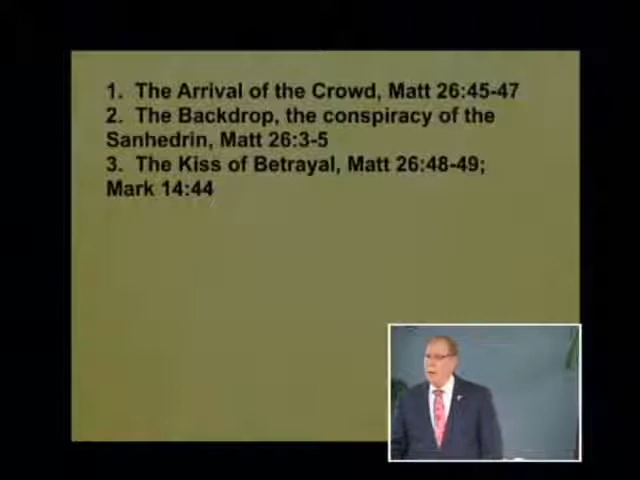 1. The Arrival of the Crowd, Matt 26:45-47
2. The Backdrop, the conspiracy of the
Sanhedrin, Matt 26:3-5
3. The Kiss of Betrayal, Matt 26:48-49;
Mark 14:44